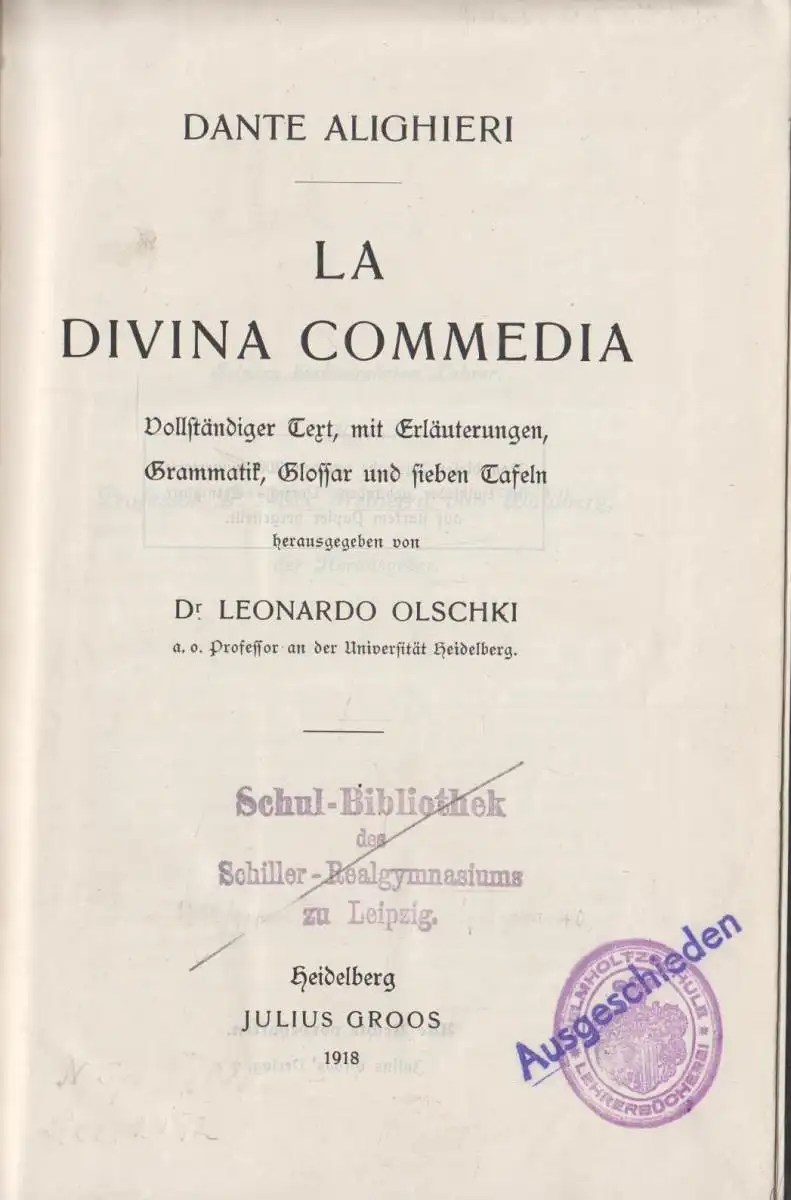 DANTE ALIGHIERI
LA
DIVINA COMMEDIA
Vollständiger Text, mit Erläuterungen,
Grammatik, Glossar und sieben Tafeln
herausgegeben von
Dr. LEONARDO OLSCHKI
a. o. Professor an der Universität Heidelberg.
Schul-Bibliothek
des
Schiller-Realgymnasiums
zu Leipzig.
Heidelberg
JULIUS GROOS
1918
Ausgeschieden
HELMHOLTZSCHULE
* LEHRERBÜCHEREI *